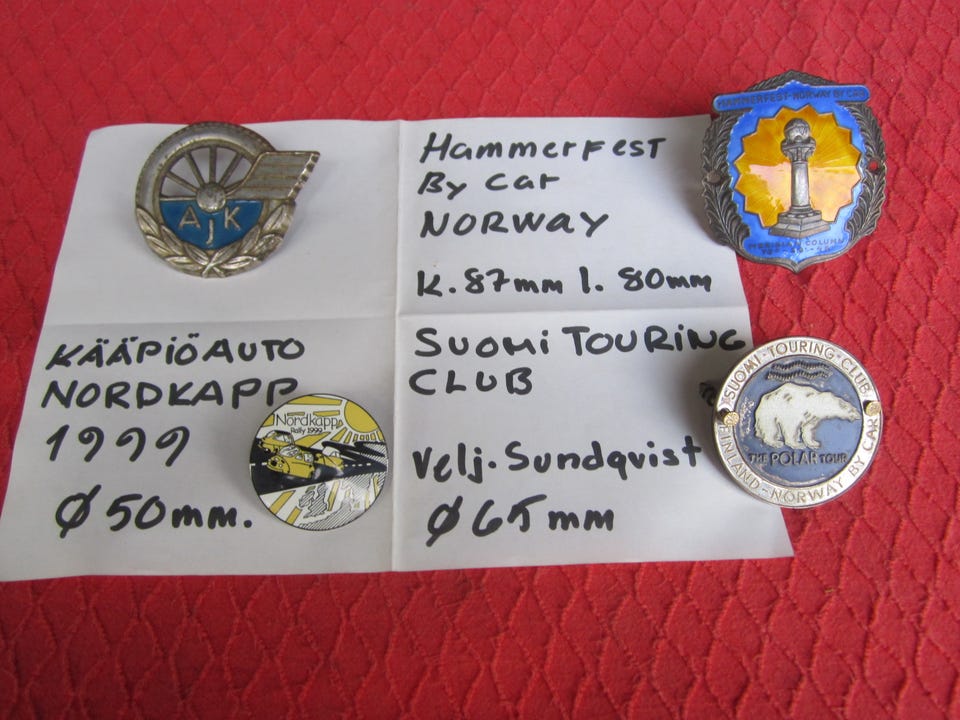 AjK
Hammerfest
By car
NORWAY
K.87mm l. 80mm
HAMMERFEST-NORWAY BY CAR
MERIDIAN COLUMN
KÄÄPIÖAUTO
NORDKAPP
1999
Ø 50mm.
Nordkapp
Rally 1999
SUOMI TOURING
CLUB
Velj. Sundqvist
Ø 65mm
SUOMI-TOURING-CLUB
THE POLAR TOUR
FINLAND-NORWAY BY CAR